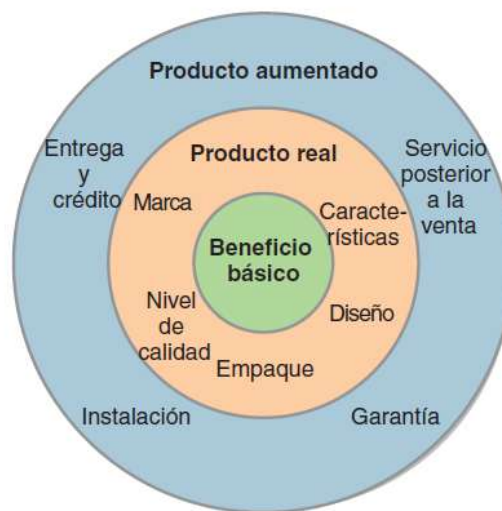 Producto aumentado
Entrega
y
crédito
Producto real
Servicio
posterior
a la
venta
Marca
Caracte-
rísticas
Beneficio
básico
Nivel
de
calidad
Diseño
Empaque
Instalación
Garantía